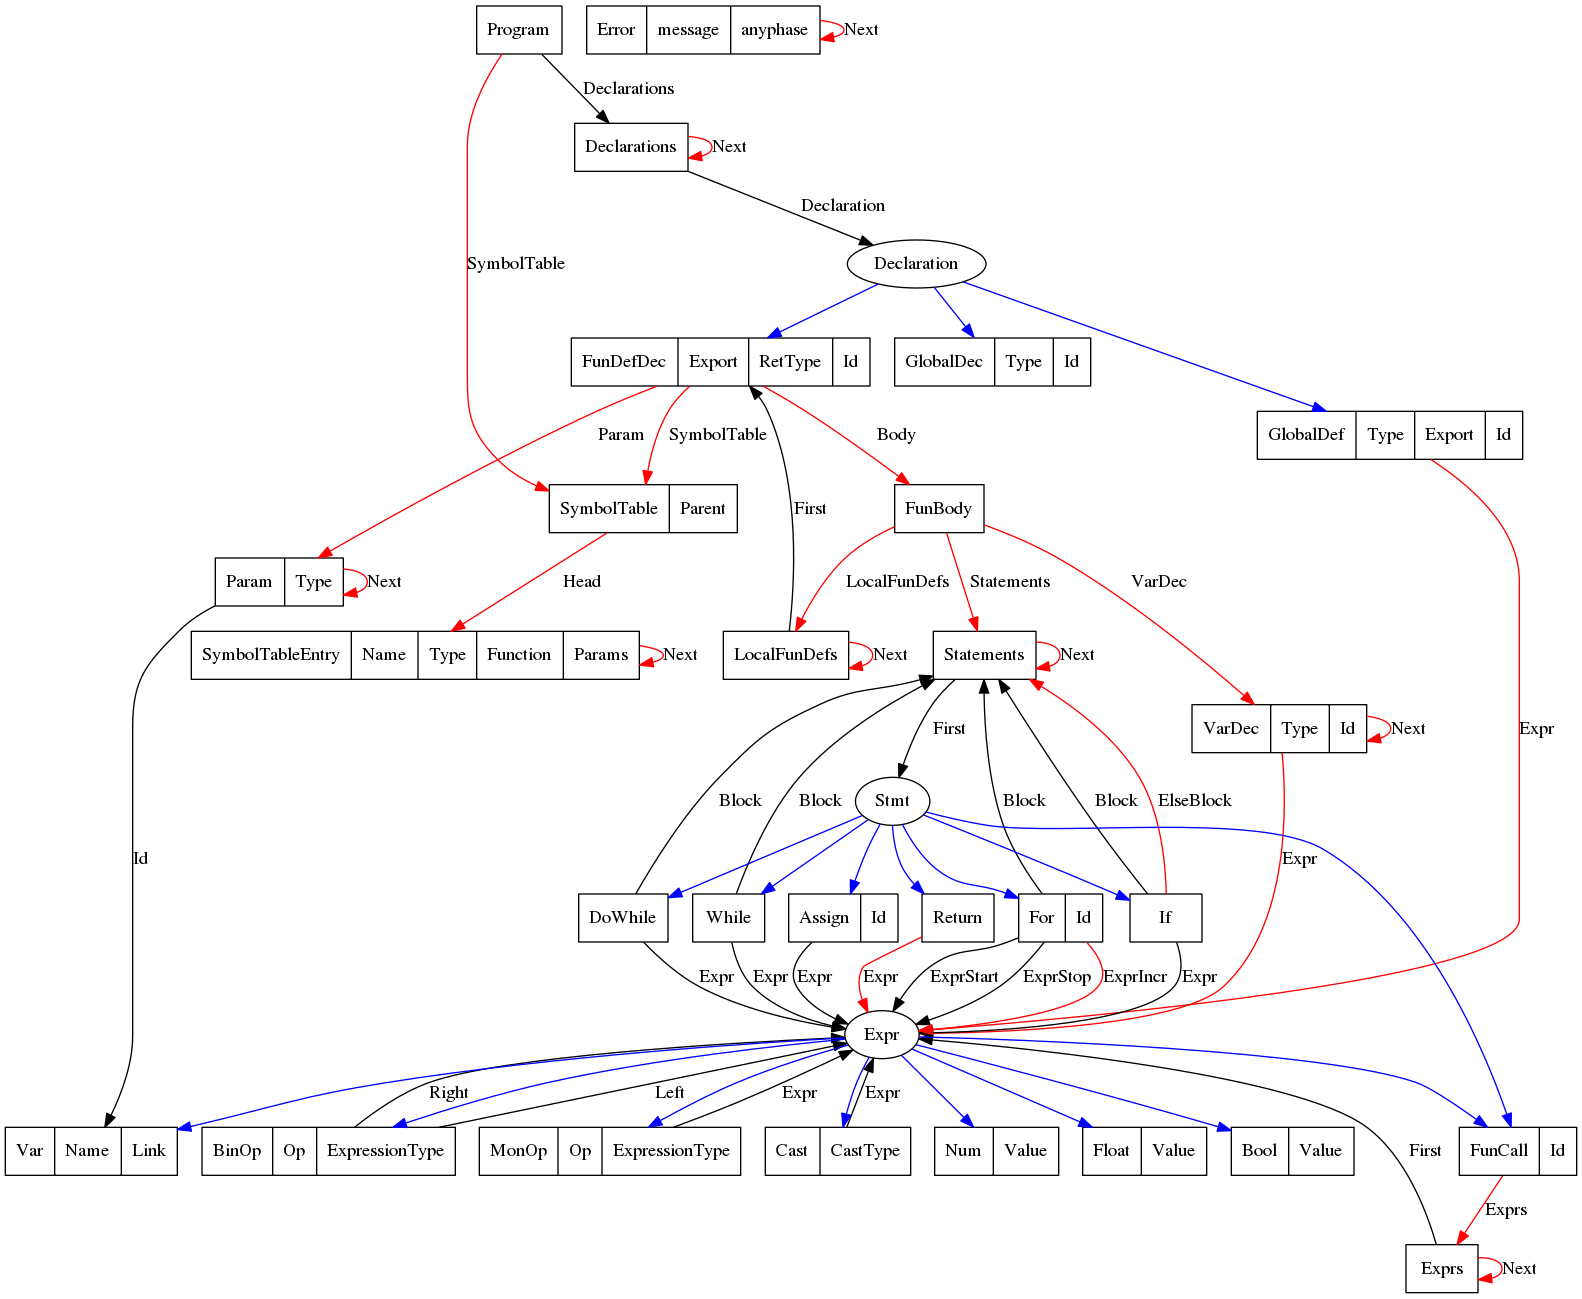 Program
Error message anyphase Next
Declarations
Declarations Next
Declaration
Declaration
SymbolTable
FunDefDec Export RetType Id
GlobalDec Type Id
GlobalDef Type Export Id
Param SymbolTable Body
SymbolTable Parent
First
FunBody
Param Type Next
Head
LocalFunDefs Statements VarDec
SymbolTableEntry Name Type Function Params Next
LocalFunDefs Next
Statements Next
First
VarDec Type Id Next
Expr
Block Block Stmt Block Block ElseBlock
Id
Expr
DoWhile While Assign Id Return For Id If
Expr Expr Expr Expr ExprStart ExprStop ExprIncr Expr
Expr
Right Left Expr Expr
Var Name Link
BinOp Op ExpressionType
MonOp Op ExpressionType
Cast CastType
Num Value
Float Value
Bool Value
First
FunCall Id
Exprs
Exprs Next